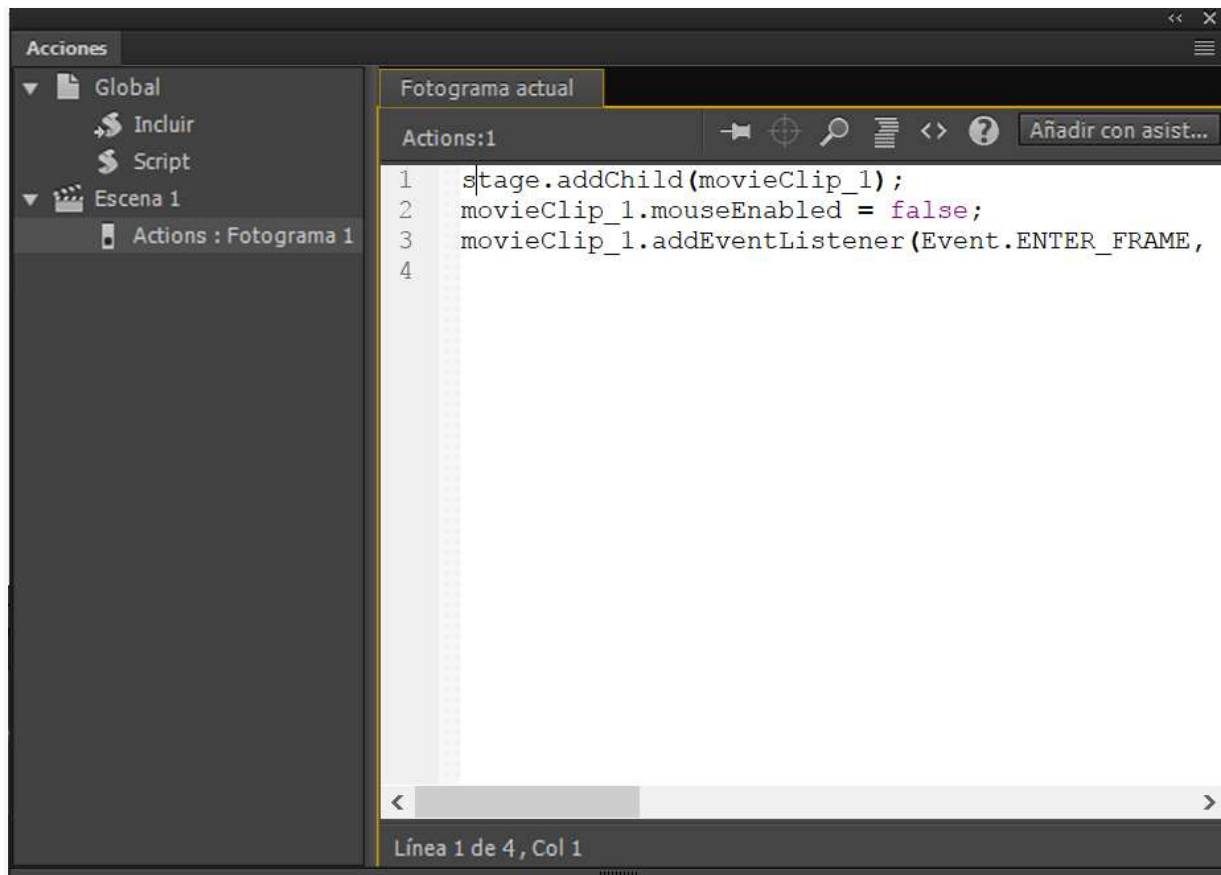 Acciones
Global
Incluir
Script
Escena 1
Actions : Fotograma 1
Fotograma actual
Actions:1
Añadir con asist...
1 stage.addChild(movieClip_1);
2 movieClip_1.mouseEnabled = false;
3 movieClip_1.addEventListener(Event.ENTER_FRAME,
4
Línea 1 de 4, Col 1